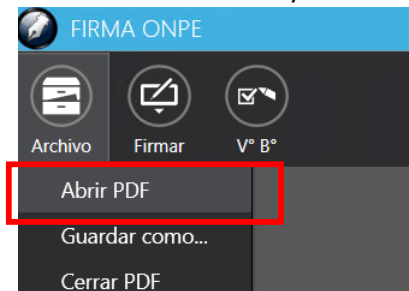 FIRMA ONPE
Archivo Firmar V° B°
Abrir PDF
Guardar como...
Cerrar PDF